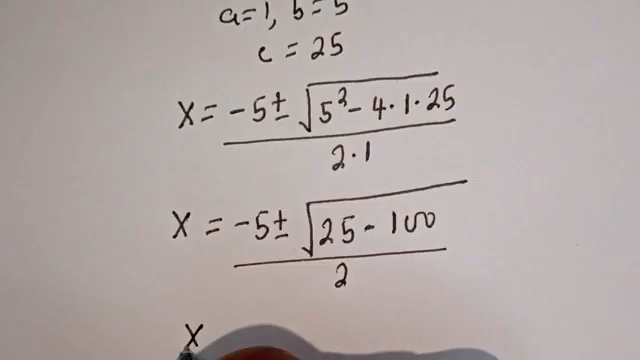 a=1, b=5
c = 25
X = -5 ± √5² - 4·1·25
2·1
X = -5 ± √25 - 100
2
X